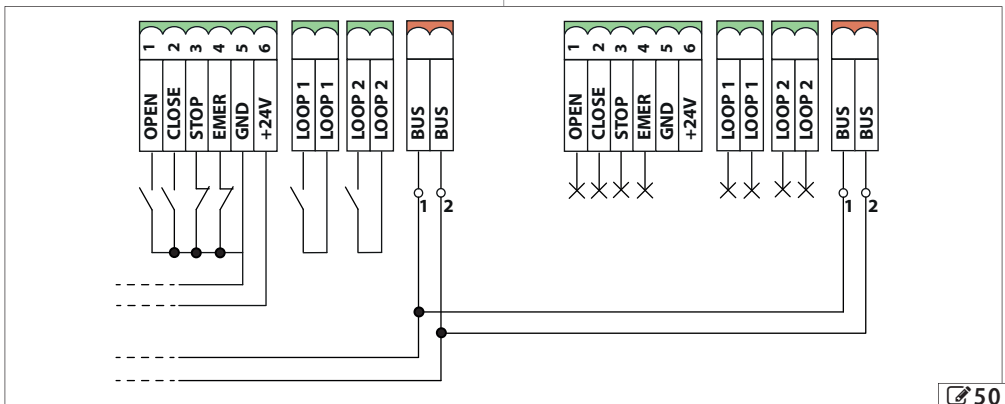 1 2 3 4 5 6
OPEN CLOSE STOP EMER GND +24V
LOOP 1 LOOP 1
LOOP 2 LOOP 2
BUS BUS
1 2
1 2 3 4 5 6
OPEN CLOSE STOP EMER GND +24V
LOOP 1 LOOP 1
LOOP 2 LOOP 2
BUS BUS
1 2
50